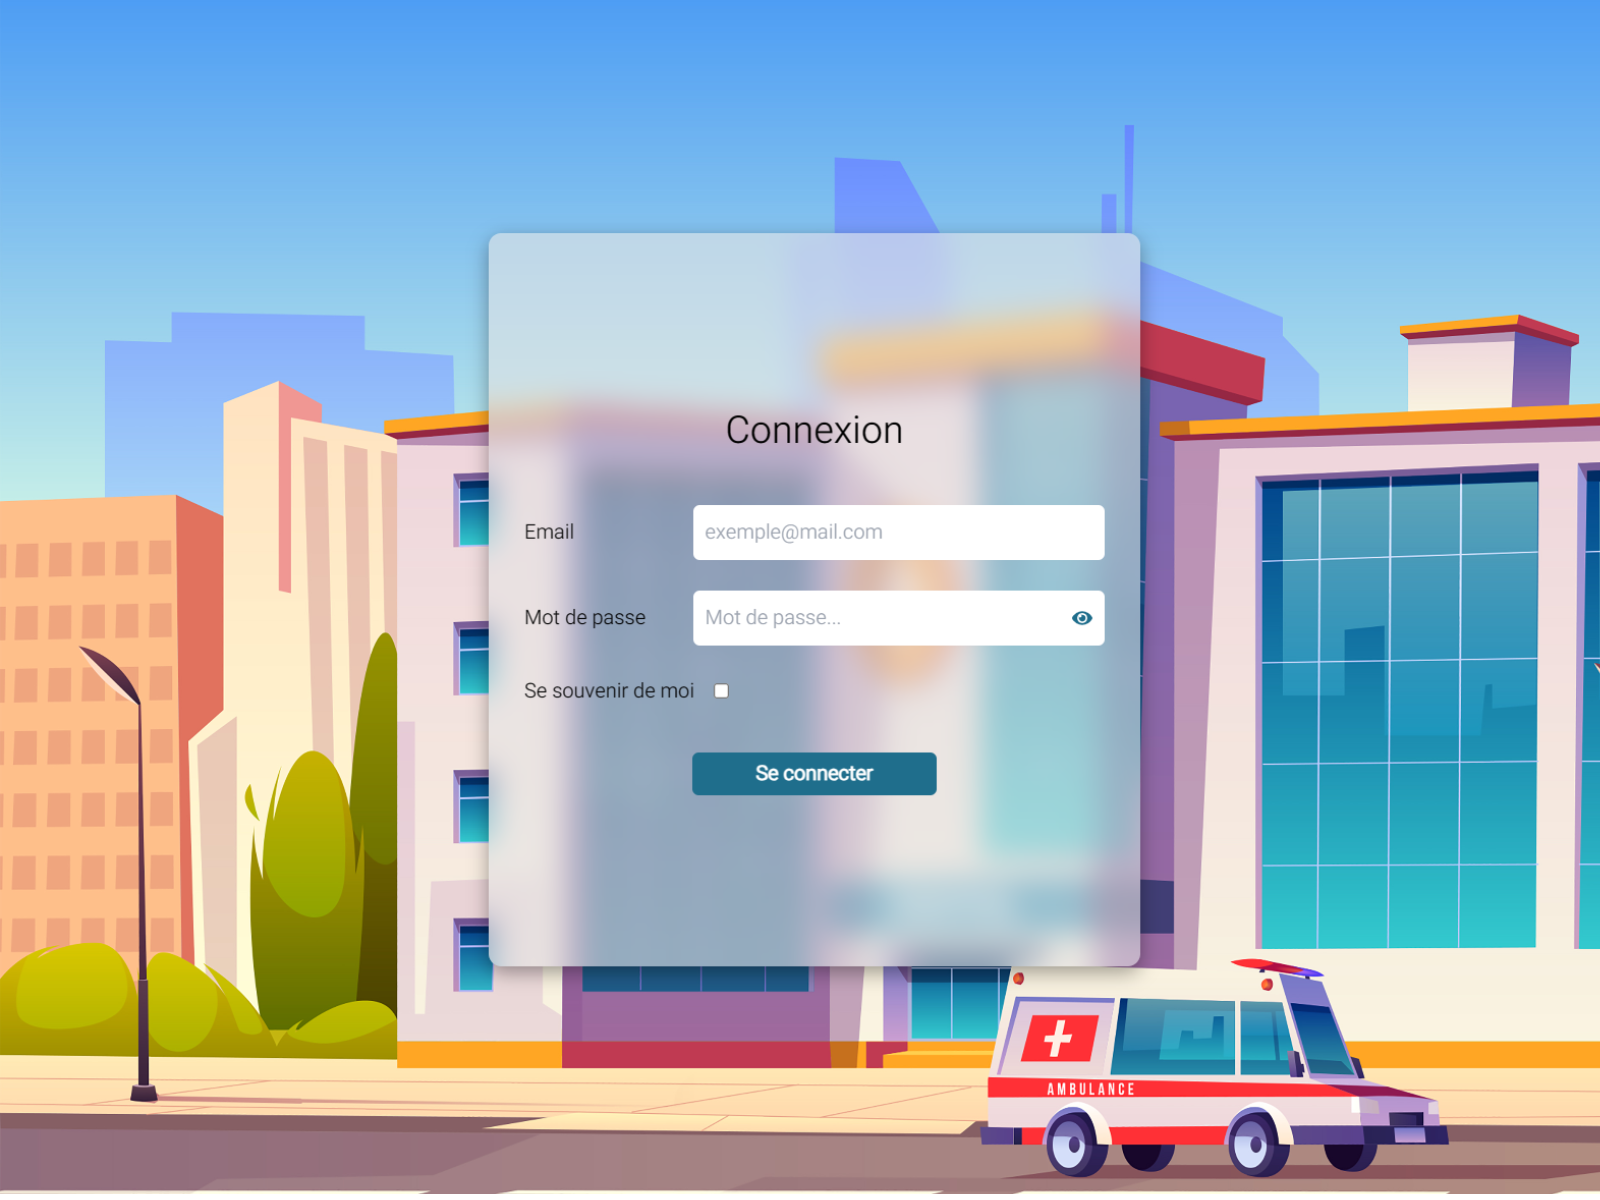 Connexion
Email
exemple@mail.com
Mot de passe
Mot de passe...
Se souvenir de moi
Se connecter
AMBULANCE